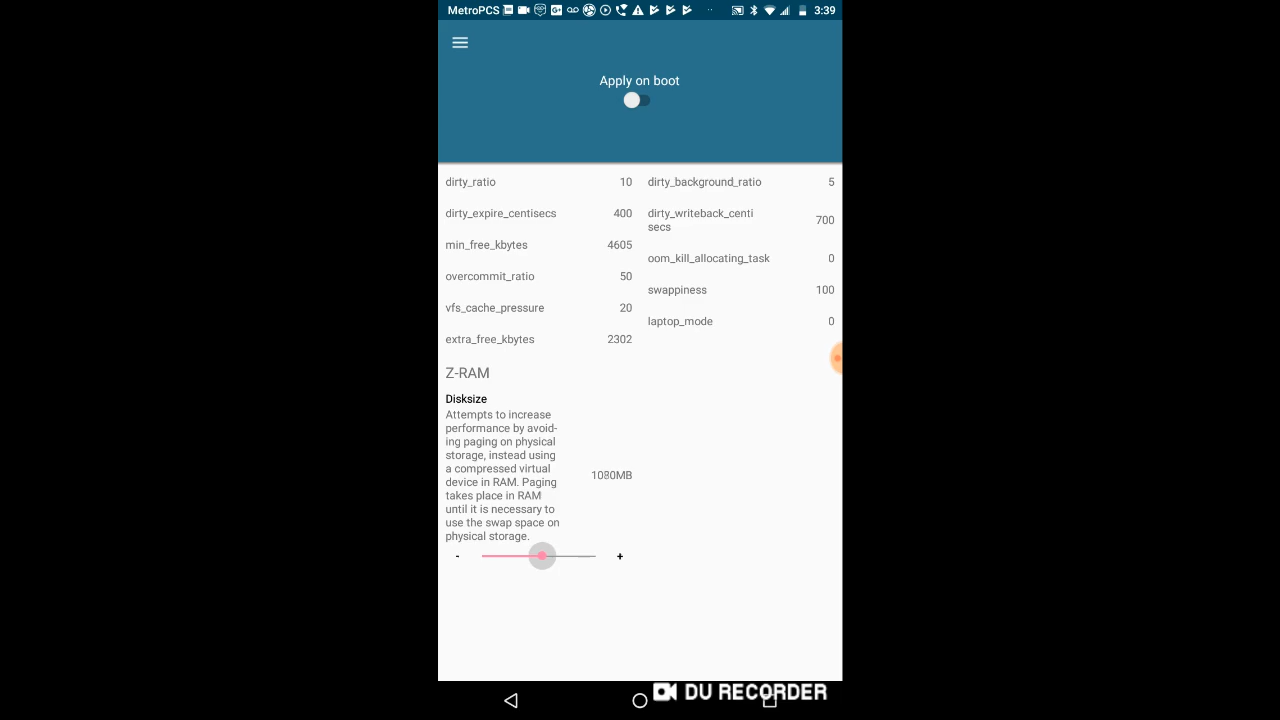 MetroPCS
3:39
Apply on boot
dirty_ratio 10
dirty_background_ratio 5
dirty_expire_centisecs 400
dirty_writeback_centi
secs 700
min_free_kbytes 4605
oom_kill_allocating_task 0
overcommit_ratio 50
swappiness 100
vfs_cache_pressure 20
laptop_mode 0
extra_free_kbytes 2302
Z-RAM
Disksize
Attempts to increase
performance by avoid-
ing paging on physical
storage, instead using
a compressed virtual
device in RAM. Paging
takes place in RAM
until it is necessary to
use the swap space on
physical storage.
1080MB
- +
DU RECORDER